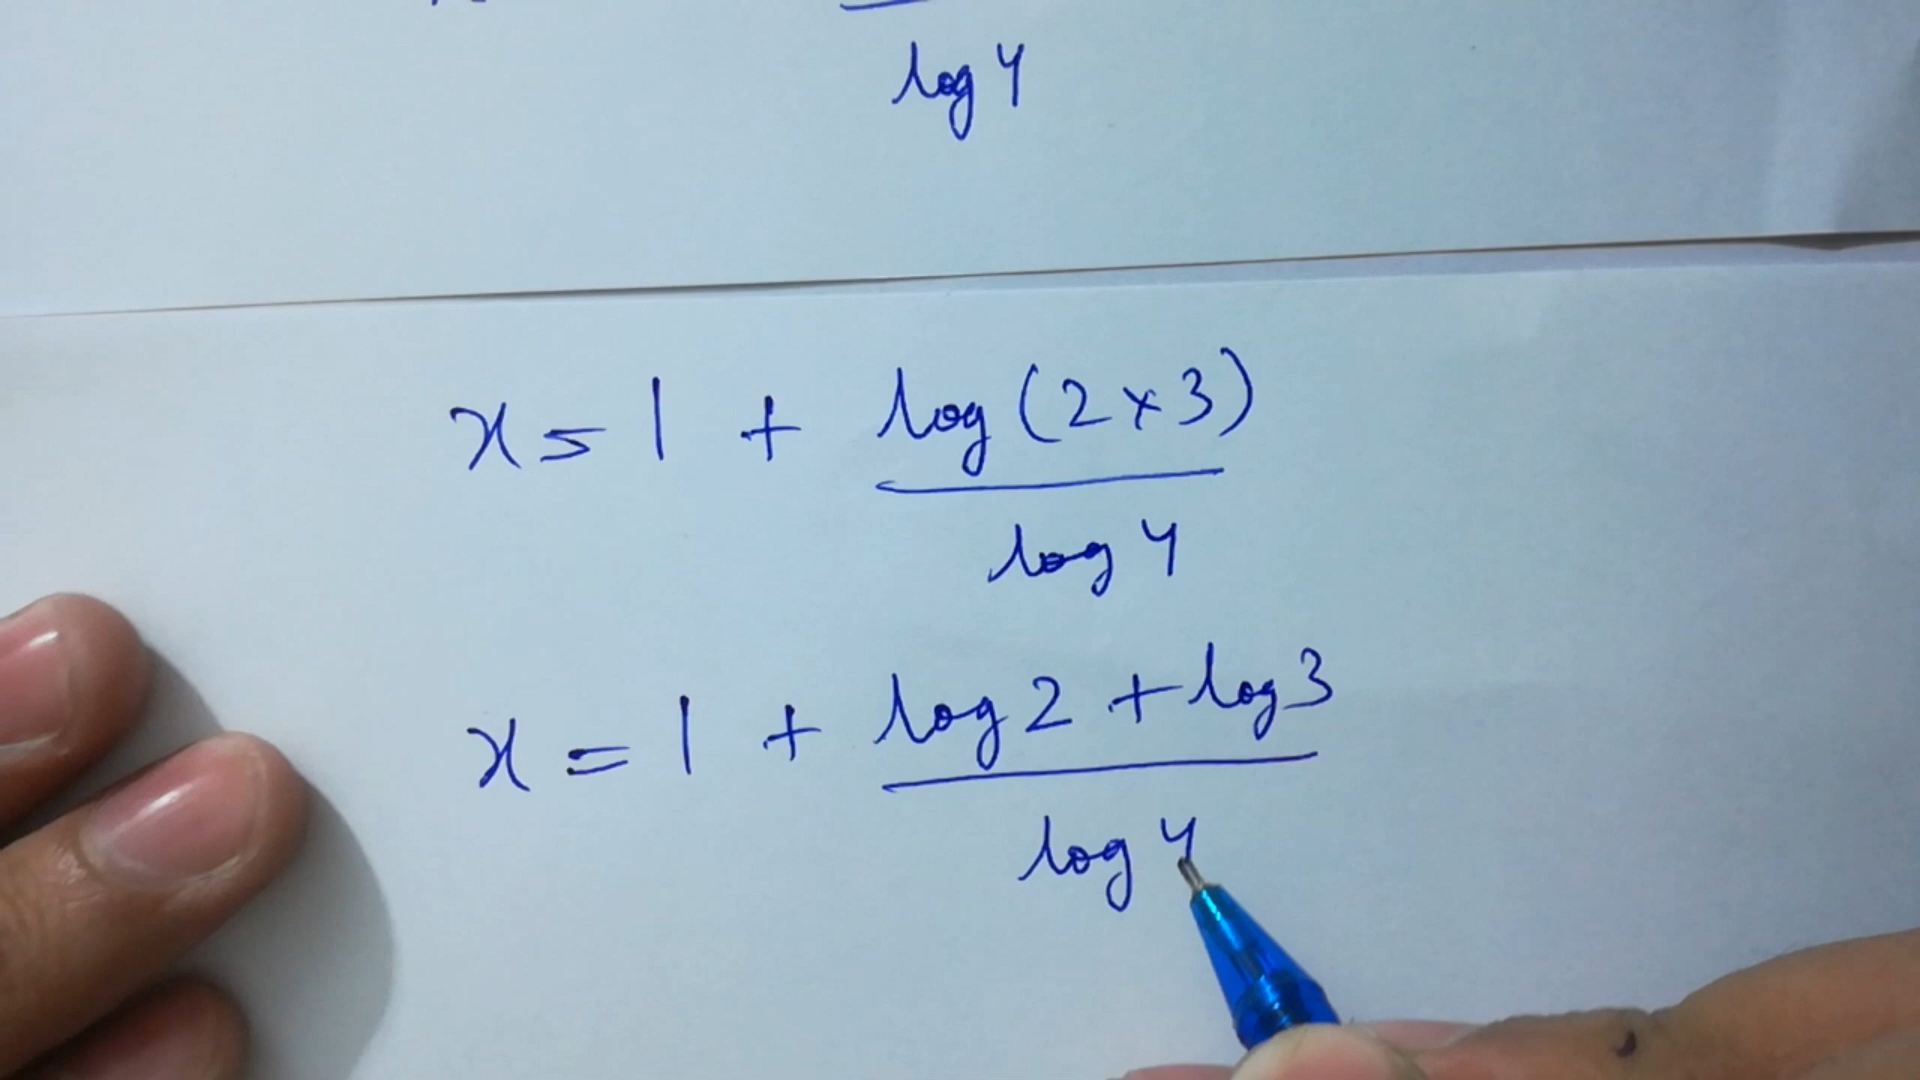 log 4
x = 1 + log (2 × 3)
log 4
x = 1 + log 2 + log 3
log 4